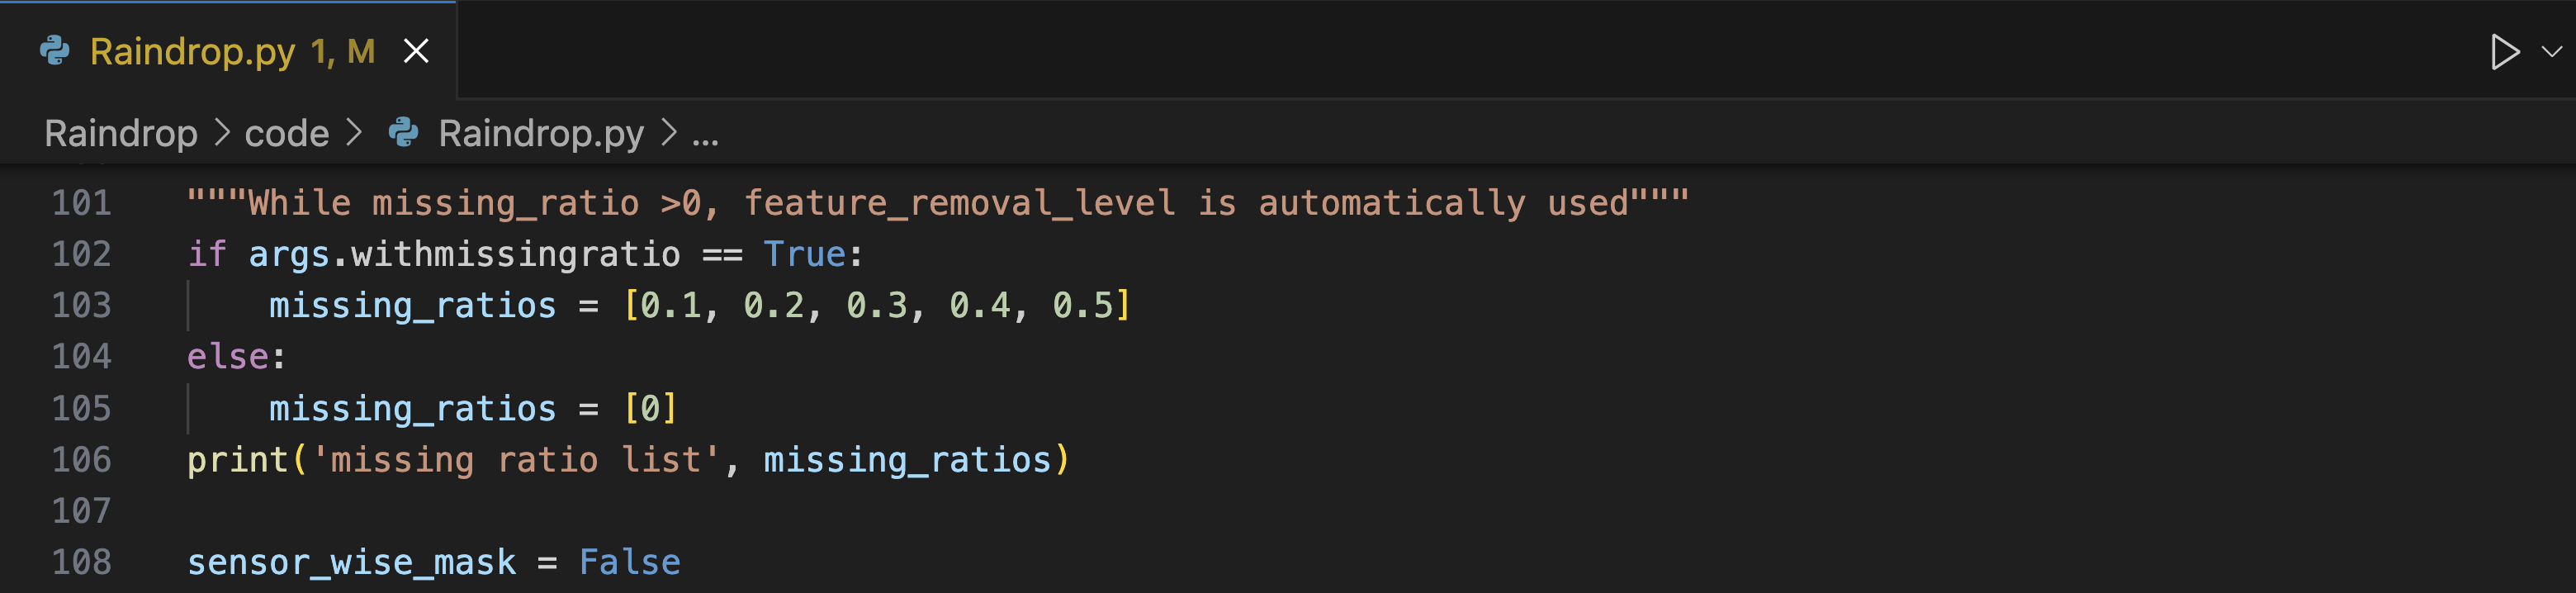 Raindrop.py 1, M
Raindrop > code > Raindrop.py > ...
101 """While missing_ratio >0, feature_removal_level is automatically used"""
102 if args.withmissingratio == True:
103     missing_ratios = [0.1, 0.2, 0.3, 0.4, 0.5]
104 else:
105     missing_ratios = [0]
106 print('missing ratio list', missing_ratios)
107
108 sensor_wise_mask = False